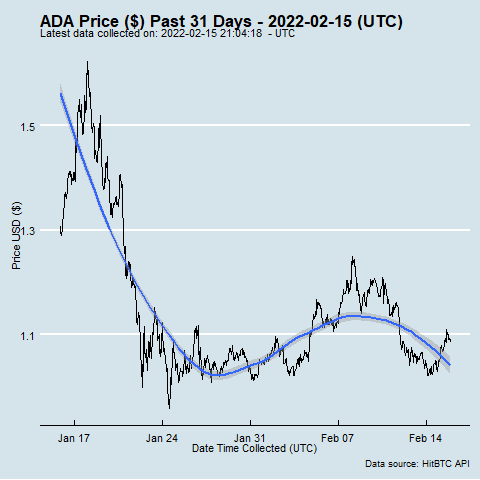 ADA Price ($) Past 31 Days - 2022-02-15 (UTC)
Latest data collected on: 2022-02-15 21:04:18  - UTC
1.5
1.3
1.1
Price USD ($)
Jan 17 Jan 24 Jan 31 Feb 07 Feb 14
Date Time Collected (UTC)
Data source: HitBTC API